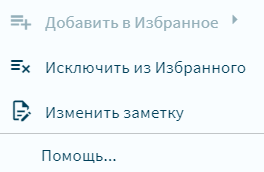 Добавить в Избранное
Исключить из Избранного
Изменить заметку
Помощь...